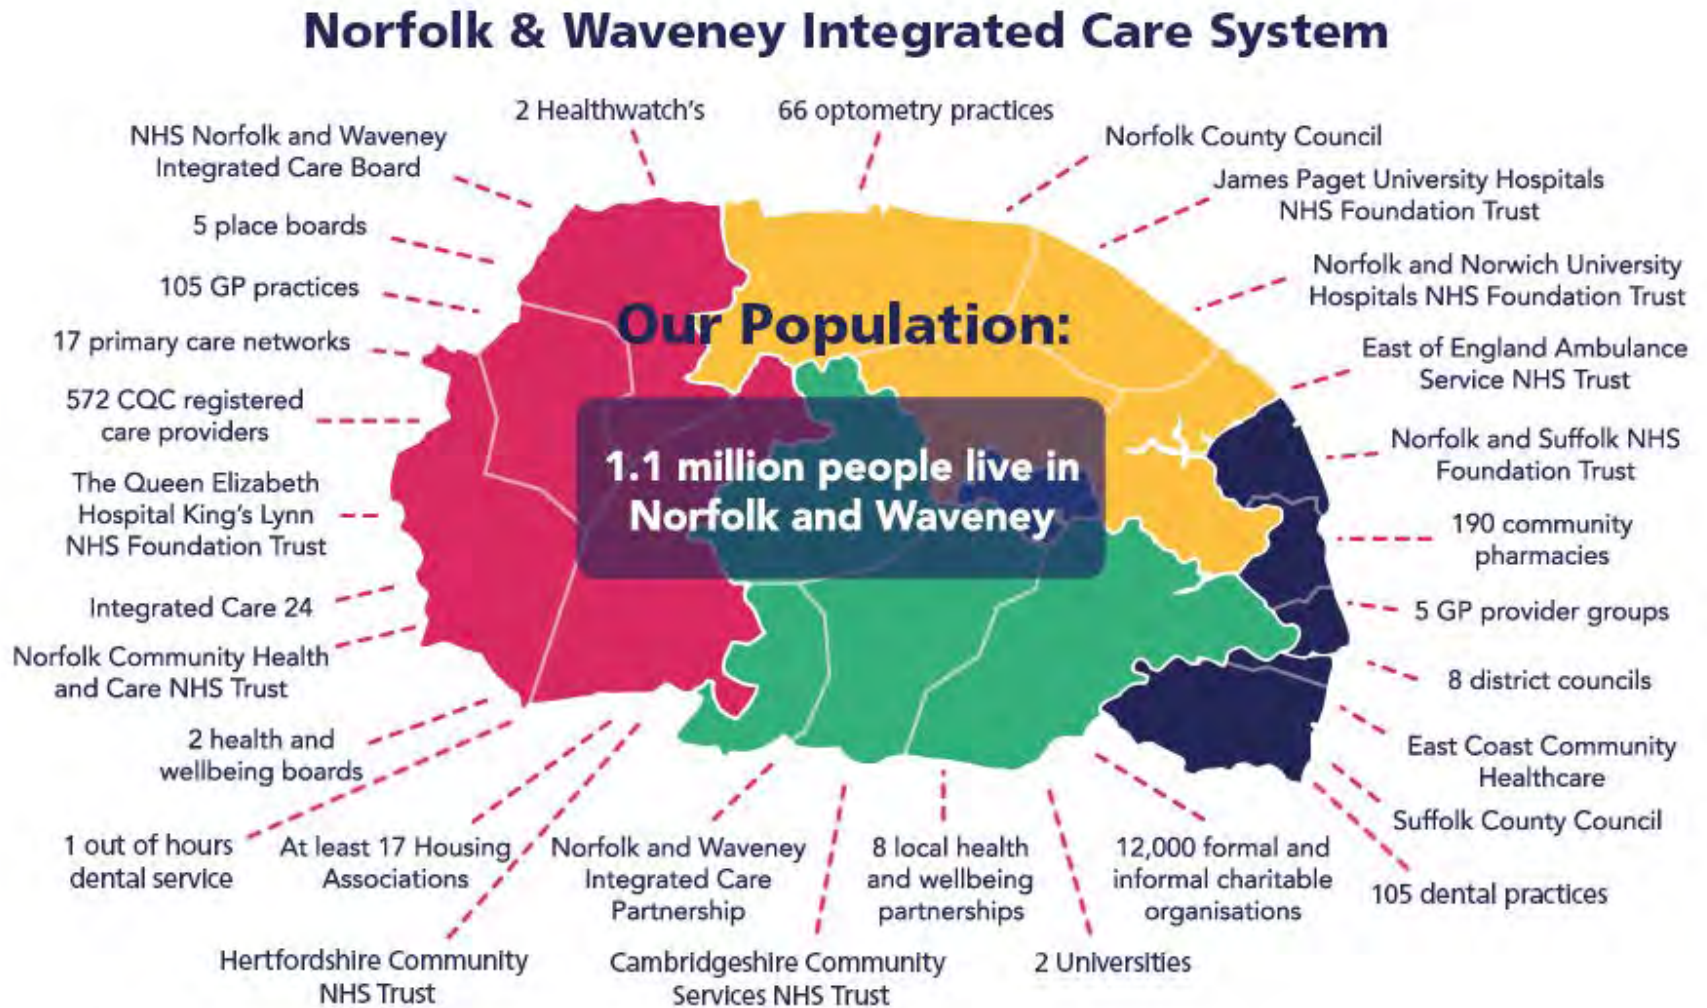 Norfolk & Waveney Integrated Care System
2 Healthwatch's
66 optometry practices
NHS Norfolk and Waveney
Integrated Care Board
Norfolk County Council
James Paget University Hospitals
NHS Foundation Trust
5 place boards
Norfolk and Norwich University
Hospitals NHS Foundation Trust
105 GP practices
17 primary care networks
East of England Ambulance
Service NHS Trust
572 CQC registered
care providers
Norfolk and Suffolk NHS
Foundation Trust
Our Population:
1.1 million people live in
Norfolk and Waveney
The Queen Elizabeth
Hospital King's Lynn
NHS Foundation Trust
190 community
pharmacies
Integrated Care 24
5 GP provider groups
Norfolk Community Health
and Care NHS Trust
8 district councils
2 health and
wellbeing boards
East Coast Community
Healthcare
Suffolk County Council
1 out of hours
dental service
At least 17 Housing
Associations
Norfolk and Waveney
Integrated Care
Partnership
8 local health
and wellbeing
partnerships
12,000 formal and
informal charitable
organisations
105 dental practices
Hertfordshire Community
NHS Trust
Cambridgeshire Community
Services NHS Trust
2 Universities